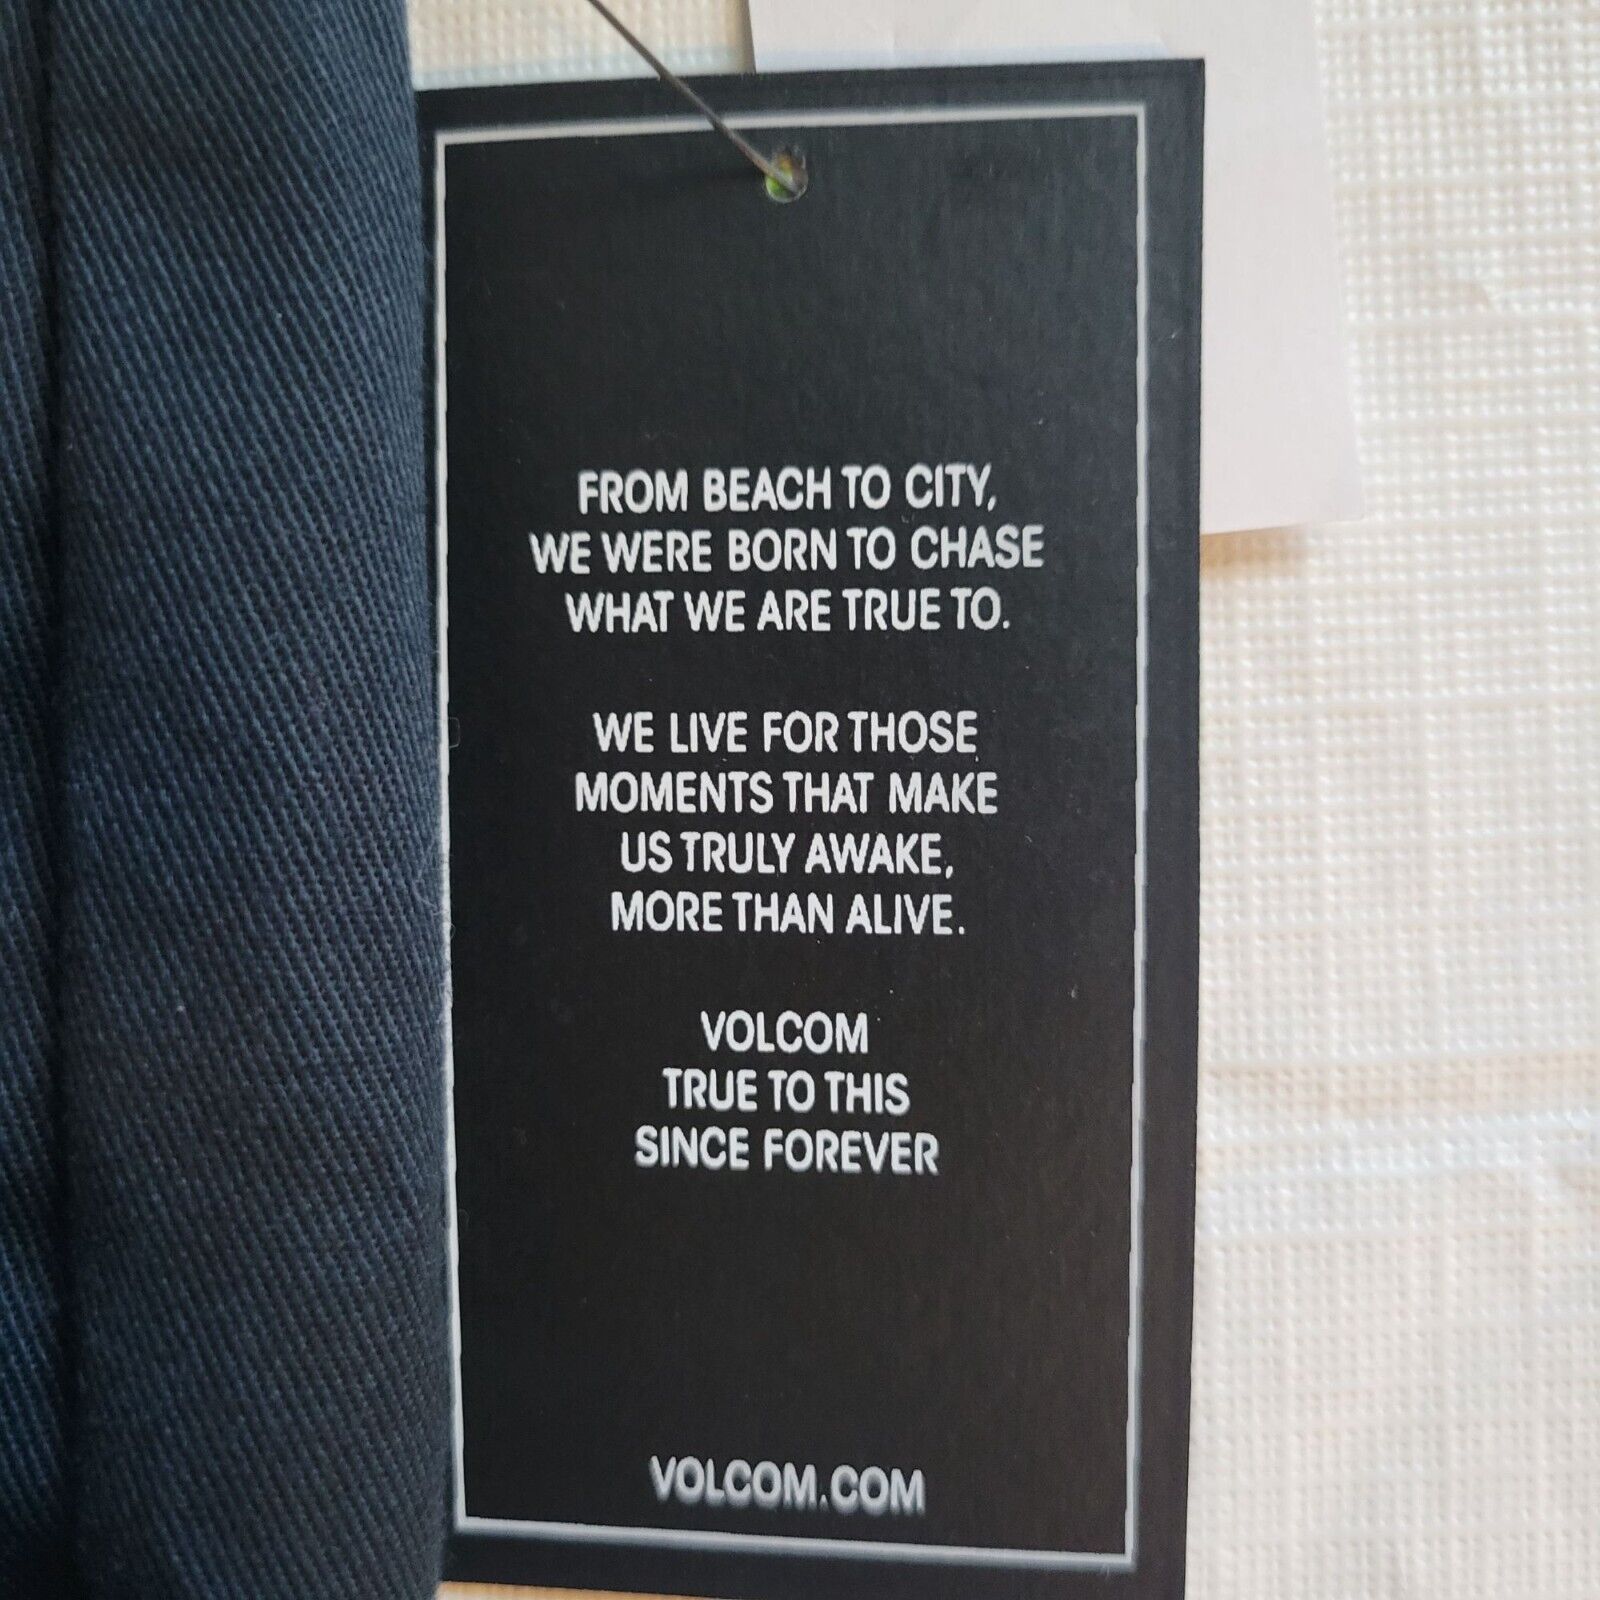 FROM BEACH TO CITY,
WE WERE BORN TO CHASE
WHAT WE ARE TRUE TO.
WE LIVE FOR THOSE
MOMENTS THAT MAKE
US TRULY AWAKE,
MORE THAN ALIVE.
VOLCOM
TRUE TO THIS
SINCE FOREVER
VOLCOM.COM